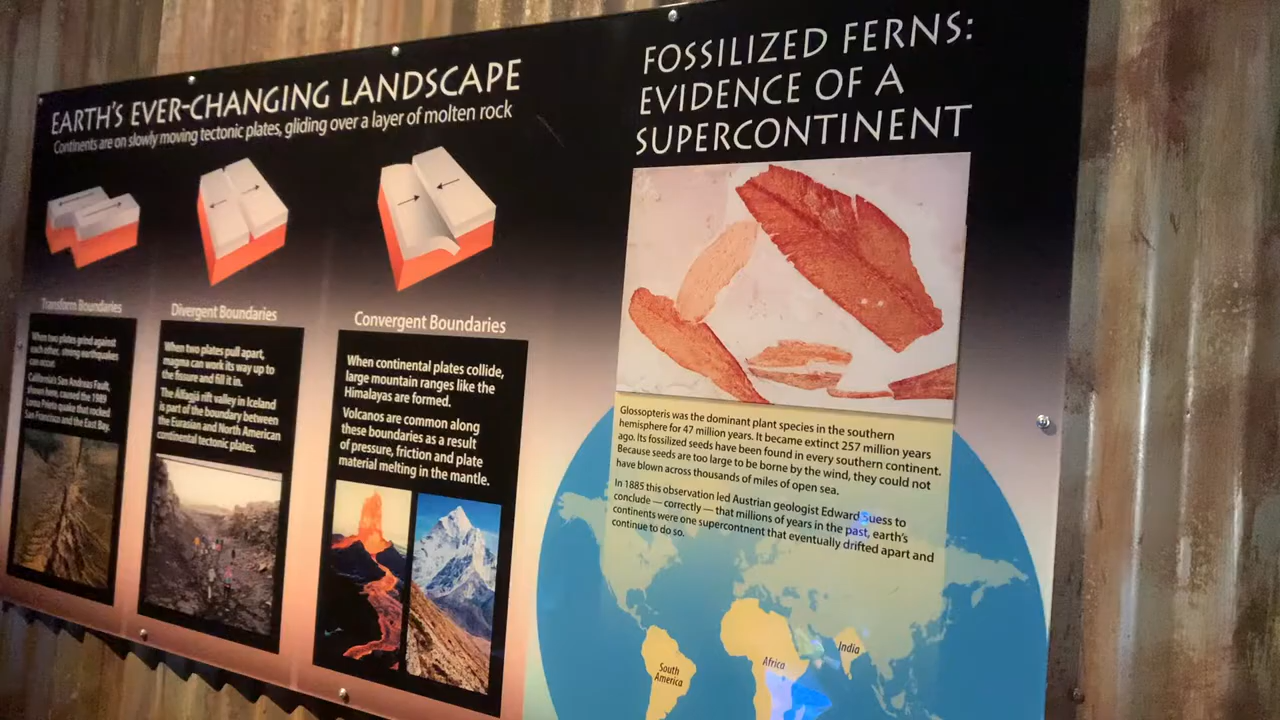 EARTH'S EVER-CHANGING LANDSCAPE
Continents are on slowly moving tectonic plates, gliding over a layer of molten rock
Transform Boundaries
When two plates grind against
each other, strong earthquakes
can occur.
California's San Andreas Fault,
shown here, caused the 1989
Loma Prieto quake that rocked
San Francisco and the East Bay.
Divergent Boundaries
When two plates pull apart,
magma can work its way up to
the fissure and fill it in.
The Álfagjá rift valley in Iceland
is part of the boundary between
the Eurasian and North American
continental tectonic plates.
Convergent Boundaries
When continental plates collide,
large mountain ranges like the
Himalayas are formed.
Volcanos are common along
these boundaries as a result
of pressure, friction and plate
material melting in the mantle.
FOSSILIZED FERNS:
EVIDENCE OF A
SUPERCONTINENT
Glossopteris was the dominant plant species in the southern
hemisphere for 47 million years. It became extinct 257 million years
ago. Its fossilized seeds have been found in every southern continent.
Because seeds are too large to be borne by the wind, they could not
have blown across thousands of miles of open sea.
In 1885 this observation led Austrian geologist Edward Suess to
conclude — correctly — that millions of years in the past, earth's
continents were one supercontinent that eventually drifted apart and
continue to do so.
South
America
Africa
India